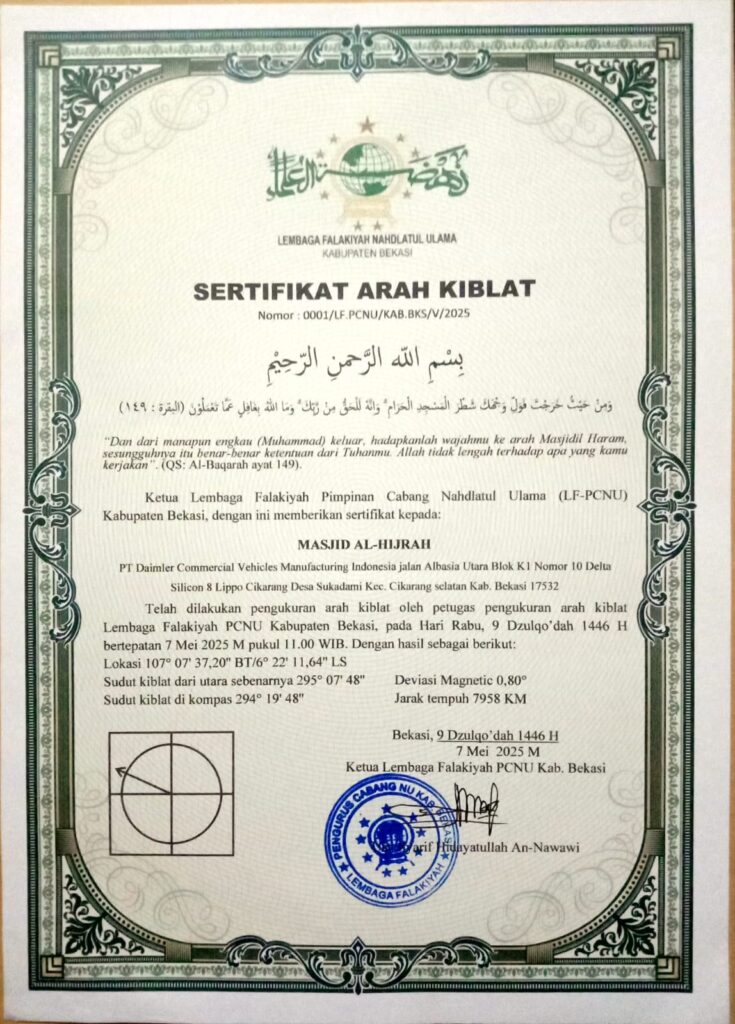 نهضة العلماء
LEMBAGA FALAKIYAH NAHDLATUL ULAMA
KABUPATEN BEKASI
SERTIFIKAT ARAH KIBLAT
Nomor : 0001/LF.PCNU/KAB.BKS/V/2025
بِسْمِ اللّٰهِ الرَّحْمٰنِ الرَّحِيْمِ
وَمِنْ حَيْثُ خَرَجْتَ فَوَلِّ وَجْهَكَ شَطْرَ الْمَسْجِدِ الْحَرَامِ ۗ وَاِنَّهٗ لَلْحَقُّ مِنْ رَّبِّكَ ۗ وَمَا اللّٰهُ بِغَافِلٍ عَمَّا تَعْمَلُوْنَ (البقرة : ١٤٩)
"Dan dari manapun engkau (Muhammad) keluar, hadapkanlah wajahmu ke arah Masjidil Haram,
sesungguhnya itu benar-benar ketentuan dari Tuhanmu. Allah tidak lengah terhadap apa yang kamu
kerjakan". (QS: Al-Baqarah ayat 149).
Ketua Lembaga Falakiyah Pimpinan Cabang Nahdlatul Ulama (LF-PCNU)
Kabupaten Bekasi, dengan ini memberikan sertifikat kepada:
MASJID AL-HIJRAH
PT Daimler Commercial Vehicles Manufacturing Indonesia jalan Albasia Utara Blok K1 Nomor 10 Delta
Silicon 8 Lippo Cikarang Desa Sukadami Kec. Cikarang selatan Kab. Bekasi 17532
Telah dilakukan pengukuran arah kiblat oleh petugas pengukuran arah kiblat
Lembaga Falakiyah PCNU Kabupaten Bekasi, pada Hari Rabu, 9 Dzulqo'dah 1446 H
bertepatan 7 Mei 2025 M pukul 11.00 WIB. Dengan hasil sebagai berikut:
Lokasi 107° 07' 37,20" BT/6° 22' 11,64" LS
Sudut kiblat dari utara sebenarnya 295° 07' 48" Deviasi Magnetic 0,80°
Sudut kiblat di kompas 294° 19' 48" Jarak tempuh 7958 KM
Bekasi, 9 Dzulqo'dah 1446 H
7 Mei 2025 M
Ketua Lembaga Falakiyah PCNU Kab. Bekasi
PENGURUS CABANG NU KAB. BEKASI
LEMBAGA FALAKIYAH
Syarif Hidayatullah An-Nawawi